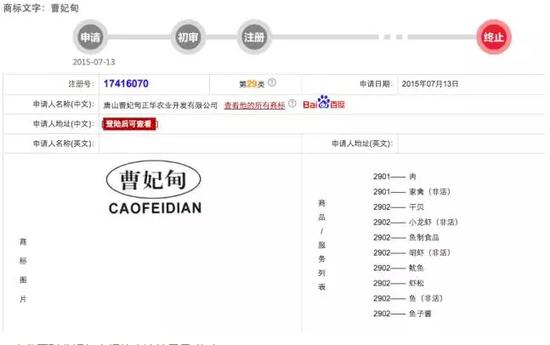 商标文字：曹妃甸
申请 初审 注册 终止
2015-07-13
注册号： 17416070 第29类 申请日期： 2015年07月13日
申请人名称(中文)： 唐山曹妃甸正华农业开发有限公司 查看他的所有商标 Baidu百度
申请人地址(中文)： [登陆后可查看]
申请人名称(英文)： 申请人地址(英文)：
商标图片
曹妃甸
CAOFEIDIAN
商品/服务列表
2901—— 肉
2901—— 家禽（非活）
2902—— 干贝
2902—— 小龙虾（非活）
2902—— 鱼制食品
2902—— 明虾（非活）
2902—— 鱿鱼
2902—— 虾松
2902—— 鱼（非活）
2902—— 鱼子酱